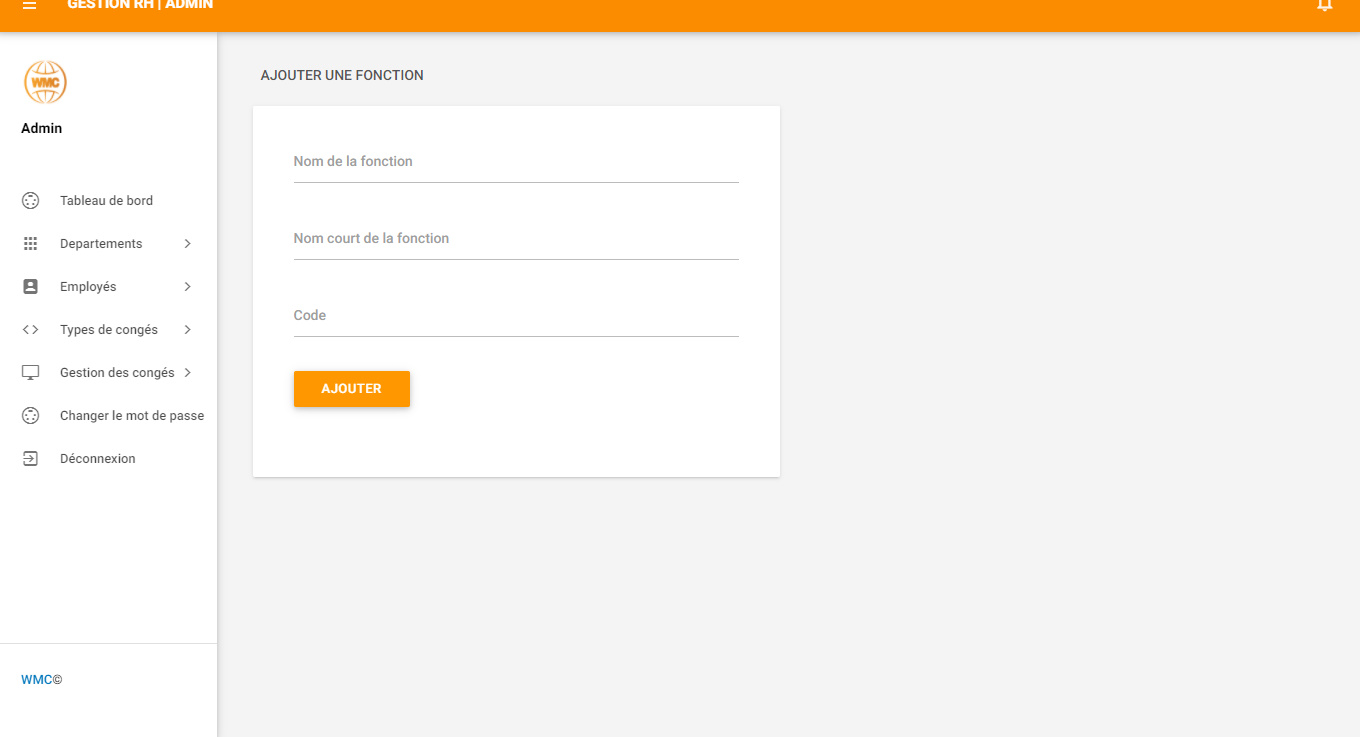 GESTION RH | ADMIN
WMC
Admin
Tableau de bord
Departements
Employés
Types de congés
Gestion des congés
Changer le mot de passe
Déconnexion
WMC©
AJOUTER UNE FONCTION
Nom de la fonction
Nom court de la fonction
Code
AJOUTER